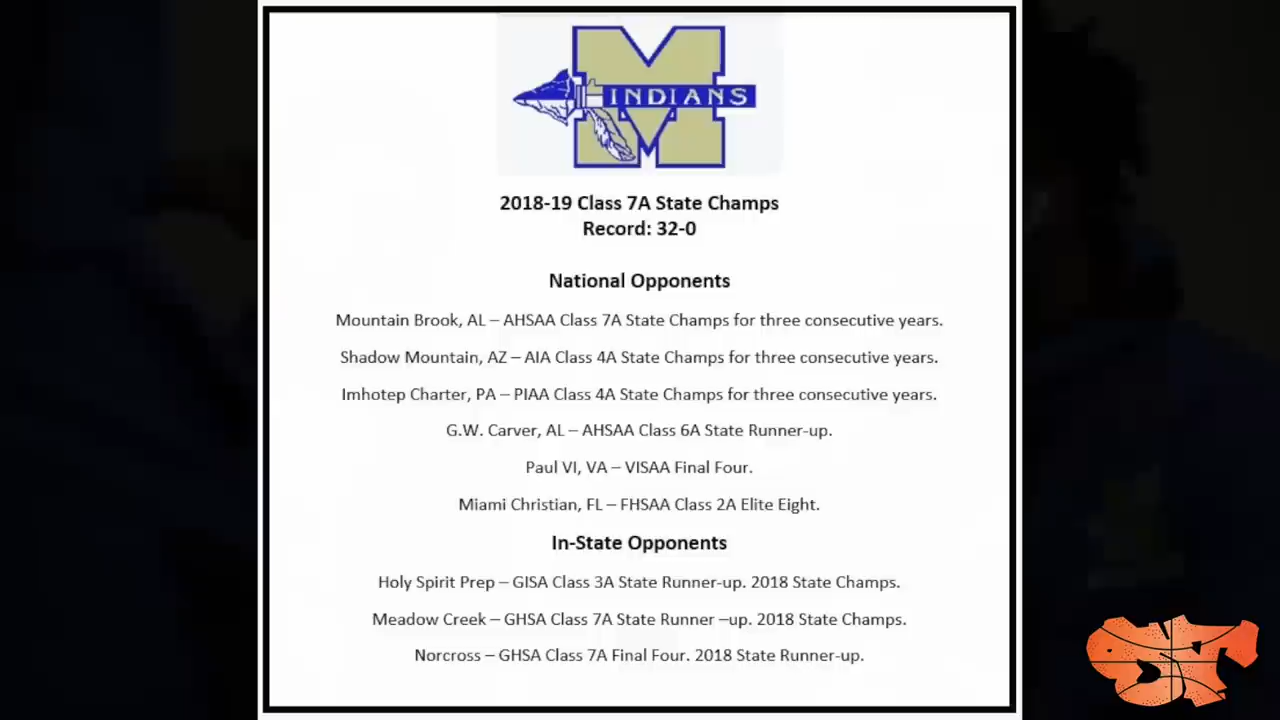 INDIANS
2018-19 Class 7A State Champs
Record: 32-0
National Opponents
Mountain Brook, AL – AHSAA Class 7A State Champs for three consecutive years.
Shadow Mountain, AZ – AIA Class 4A State Champs for three consecutive years.
Imhotep Charter, PA – PIAA Class 4A State Champs for three consecutive years.
G.W. Carver, AL – AHSAA Class 6A State Runner-up.
Paul VI, VA – VISAA Final Four.
Miami Christian, FL – FHSAA Class 2A Elite Eight.
In-State Opponents
Holy Spirit Prep – GISA Class 3A State Runner-up. 2018 State Champs.
Meadow Creek – GHSA Class 7A State Runner –up. 2018 State Champs.
Norcross – GHSA Class 7A Final Four. 2018 State Runner-up.